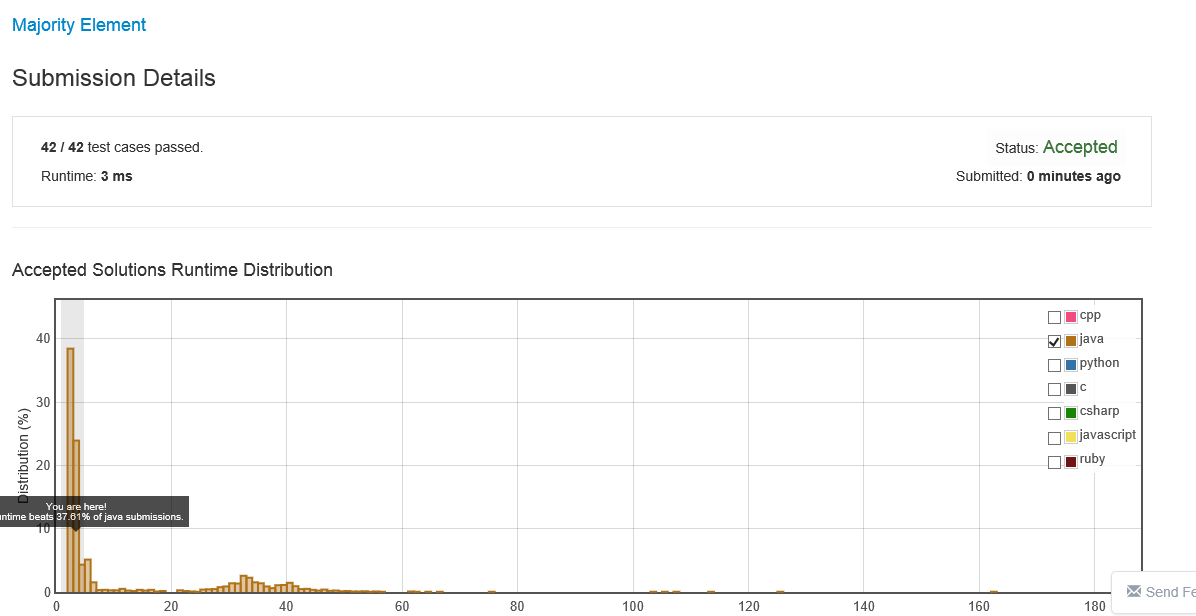 Majority Element
Submission Details
42 / 42 test cases passed.
Status: Accepted
Runtime: 3 ms
Submitted: 0 minutes ago
Accepted Solutions Runtime Distribution
cpp
java
python
c
csharp
javascript
ruby
Distribution (%)
40
30
20
10
0
You are here!
ntime beats 37.61% of java submissions.
0 20 40 60 80 100 120 140 160 180
Send Fe